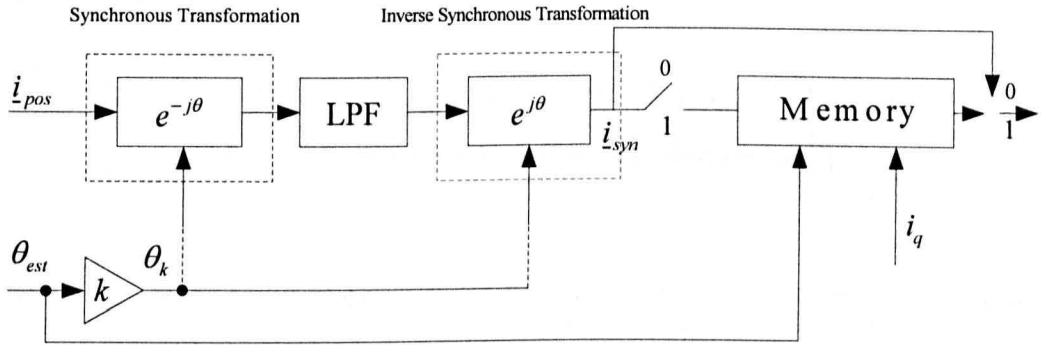 Synchronous Transformation
Inverse Synchronous Transformation
i_pos
e^{-jθ}
LPF
e^{jθ}
i_syn
0
1
Memory
0
1
θ_est
k
θ_k
i_q